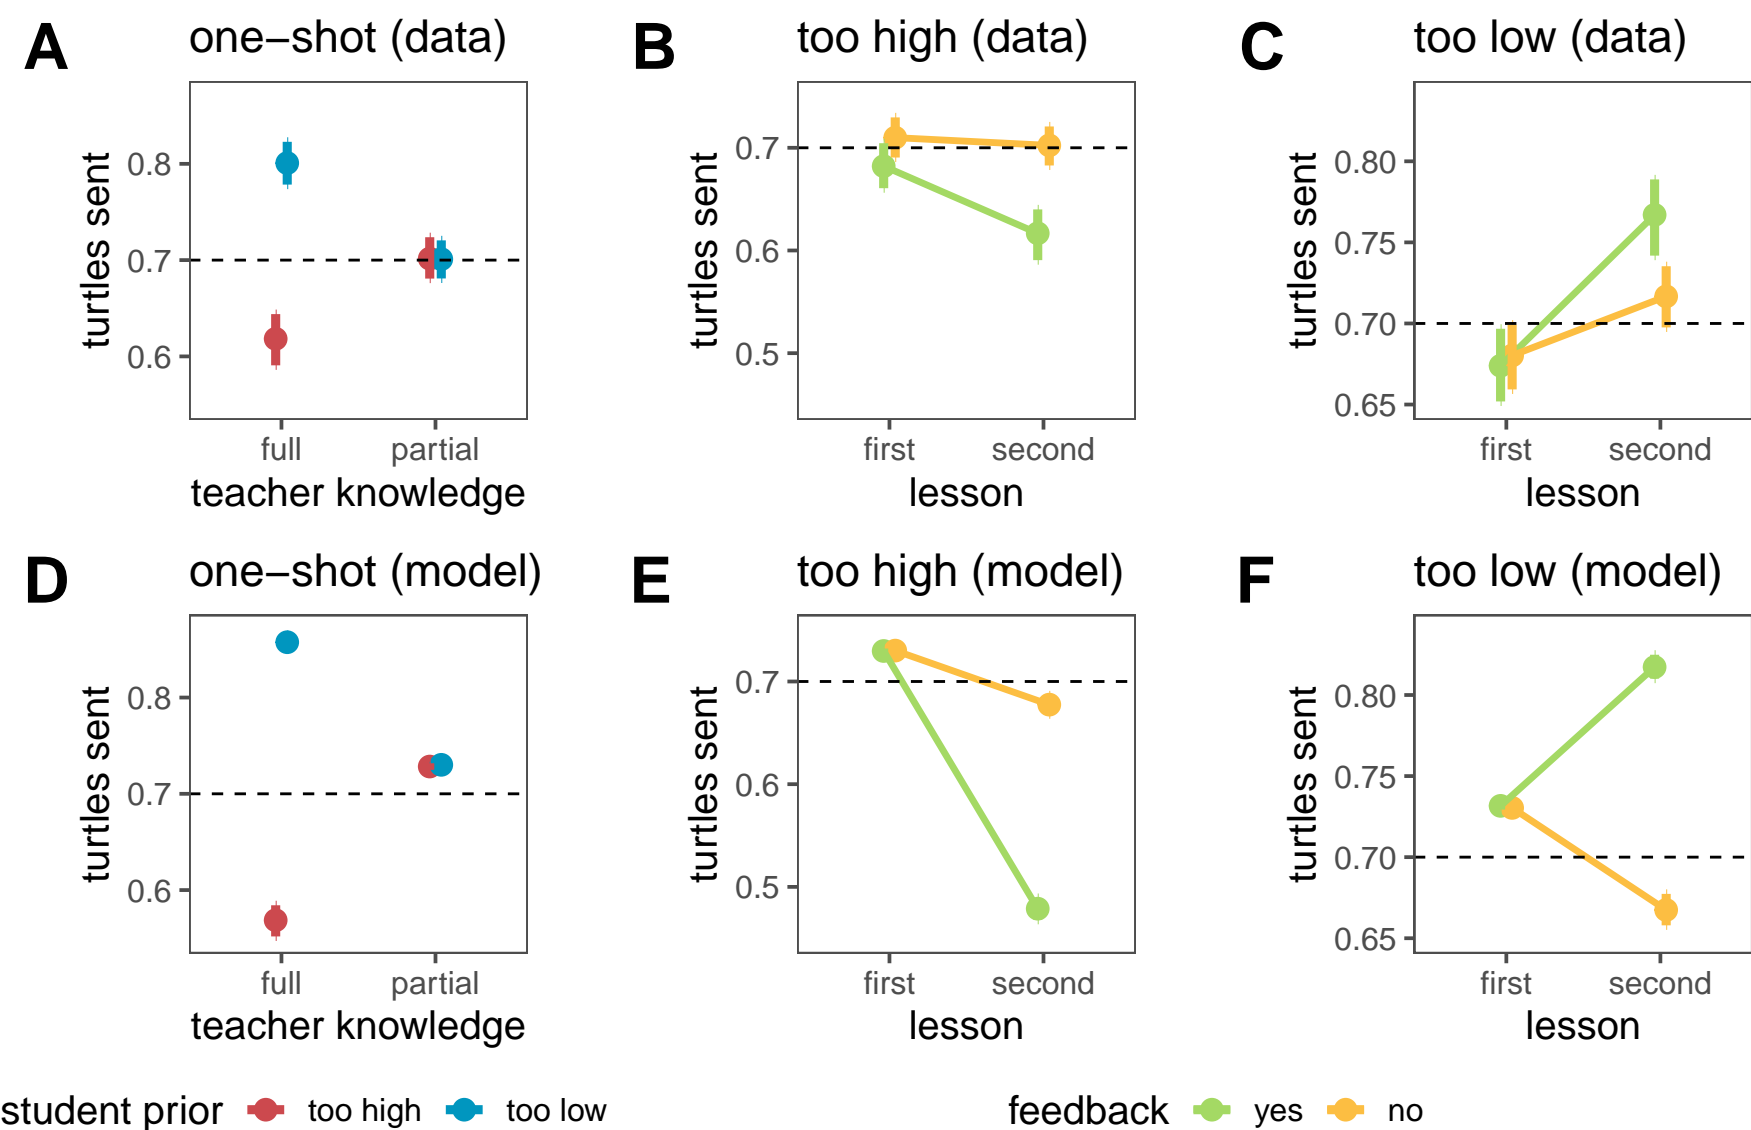 A one−shot (data)
turtles sent
0.8
0.7
0.6
full partial
teacher knowledge
B too high (data)
turtles sent
0.7
0.6
0.5
first second
lesson
C too low (data)
turtles sent
0.80
0.75
0.70
0.65
first second
lesson
D one−shot (model)
turtles sent
0.8
0.7
0.6
full partial
teacher knowledge
E too high (model)
turtles sent
0.7
0.6
0.5
first second
lesson
F too low (model)
turtles sent
0.80
0.75
0.70
0.65
first second
lesson
student prior too high too low
feedback yes no